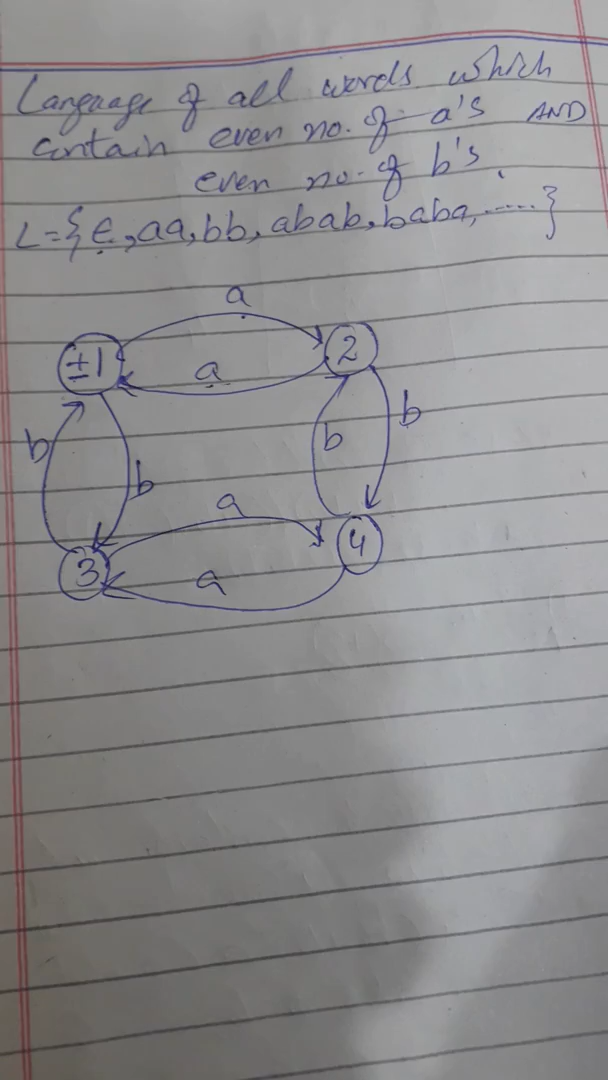 Language of all words which
contain even no. of a's AND
even no. of b's.
L={ε,aa,bb,abab,baba,.....}
a
±1
2
a
b
b
b
b
a
3
4
a